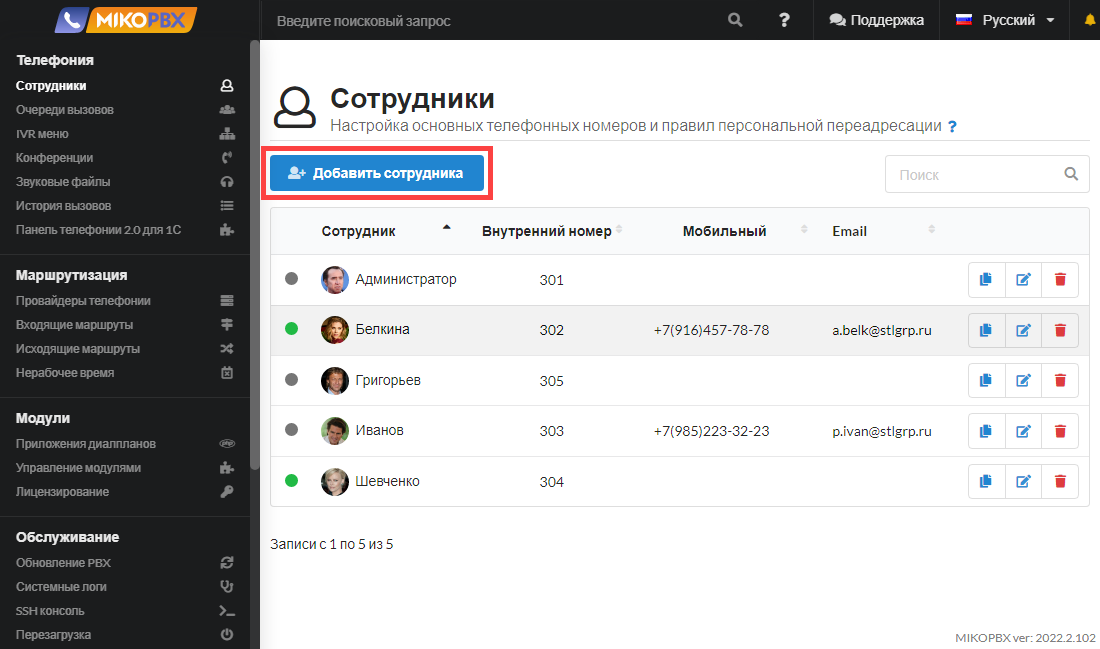 MIKOPBX
Введите поисковый запрос
?
Поддержка
Русский
Телефония
Сотрудники
Очереди вызовов
IVR меню
Конференции
Звуковые файлы
История вызовов
Панель телефонии 2.0 для 1С
Маршрутизация
Провайдеры телефонии
Входящие маршруты
Исходящие маршруты
Нерабочее время
Модули
Приложения диалпланов
Управление модулями
Лицензирование
Обслуживание
Обновление PBX
Системные логи
SSH консоль
Перезагрузка
Сотрудники
Настройка основных телефонных номеров и правил персональной переадресации ?
Добавить сотрудника
Поиск
Сотрудник Внутренний номер Мобильный Email
Администратор 301
Белкина 302 +7(916)457-78-78 a.belk@stlgrp.ru
Григорьев 305
Иванов 303 +7(985)223-32-23 p.ivan@stlgrp.ru
Шевченко 304
Записи с 1 по 5 из 5
MIKOPBX ver: 2022.2.102